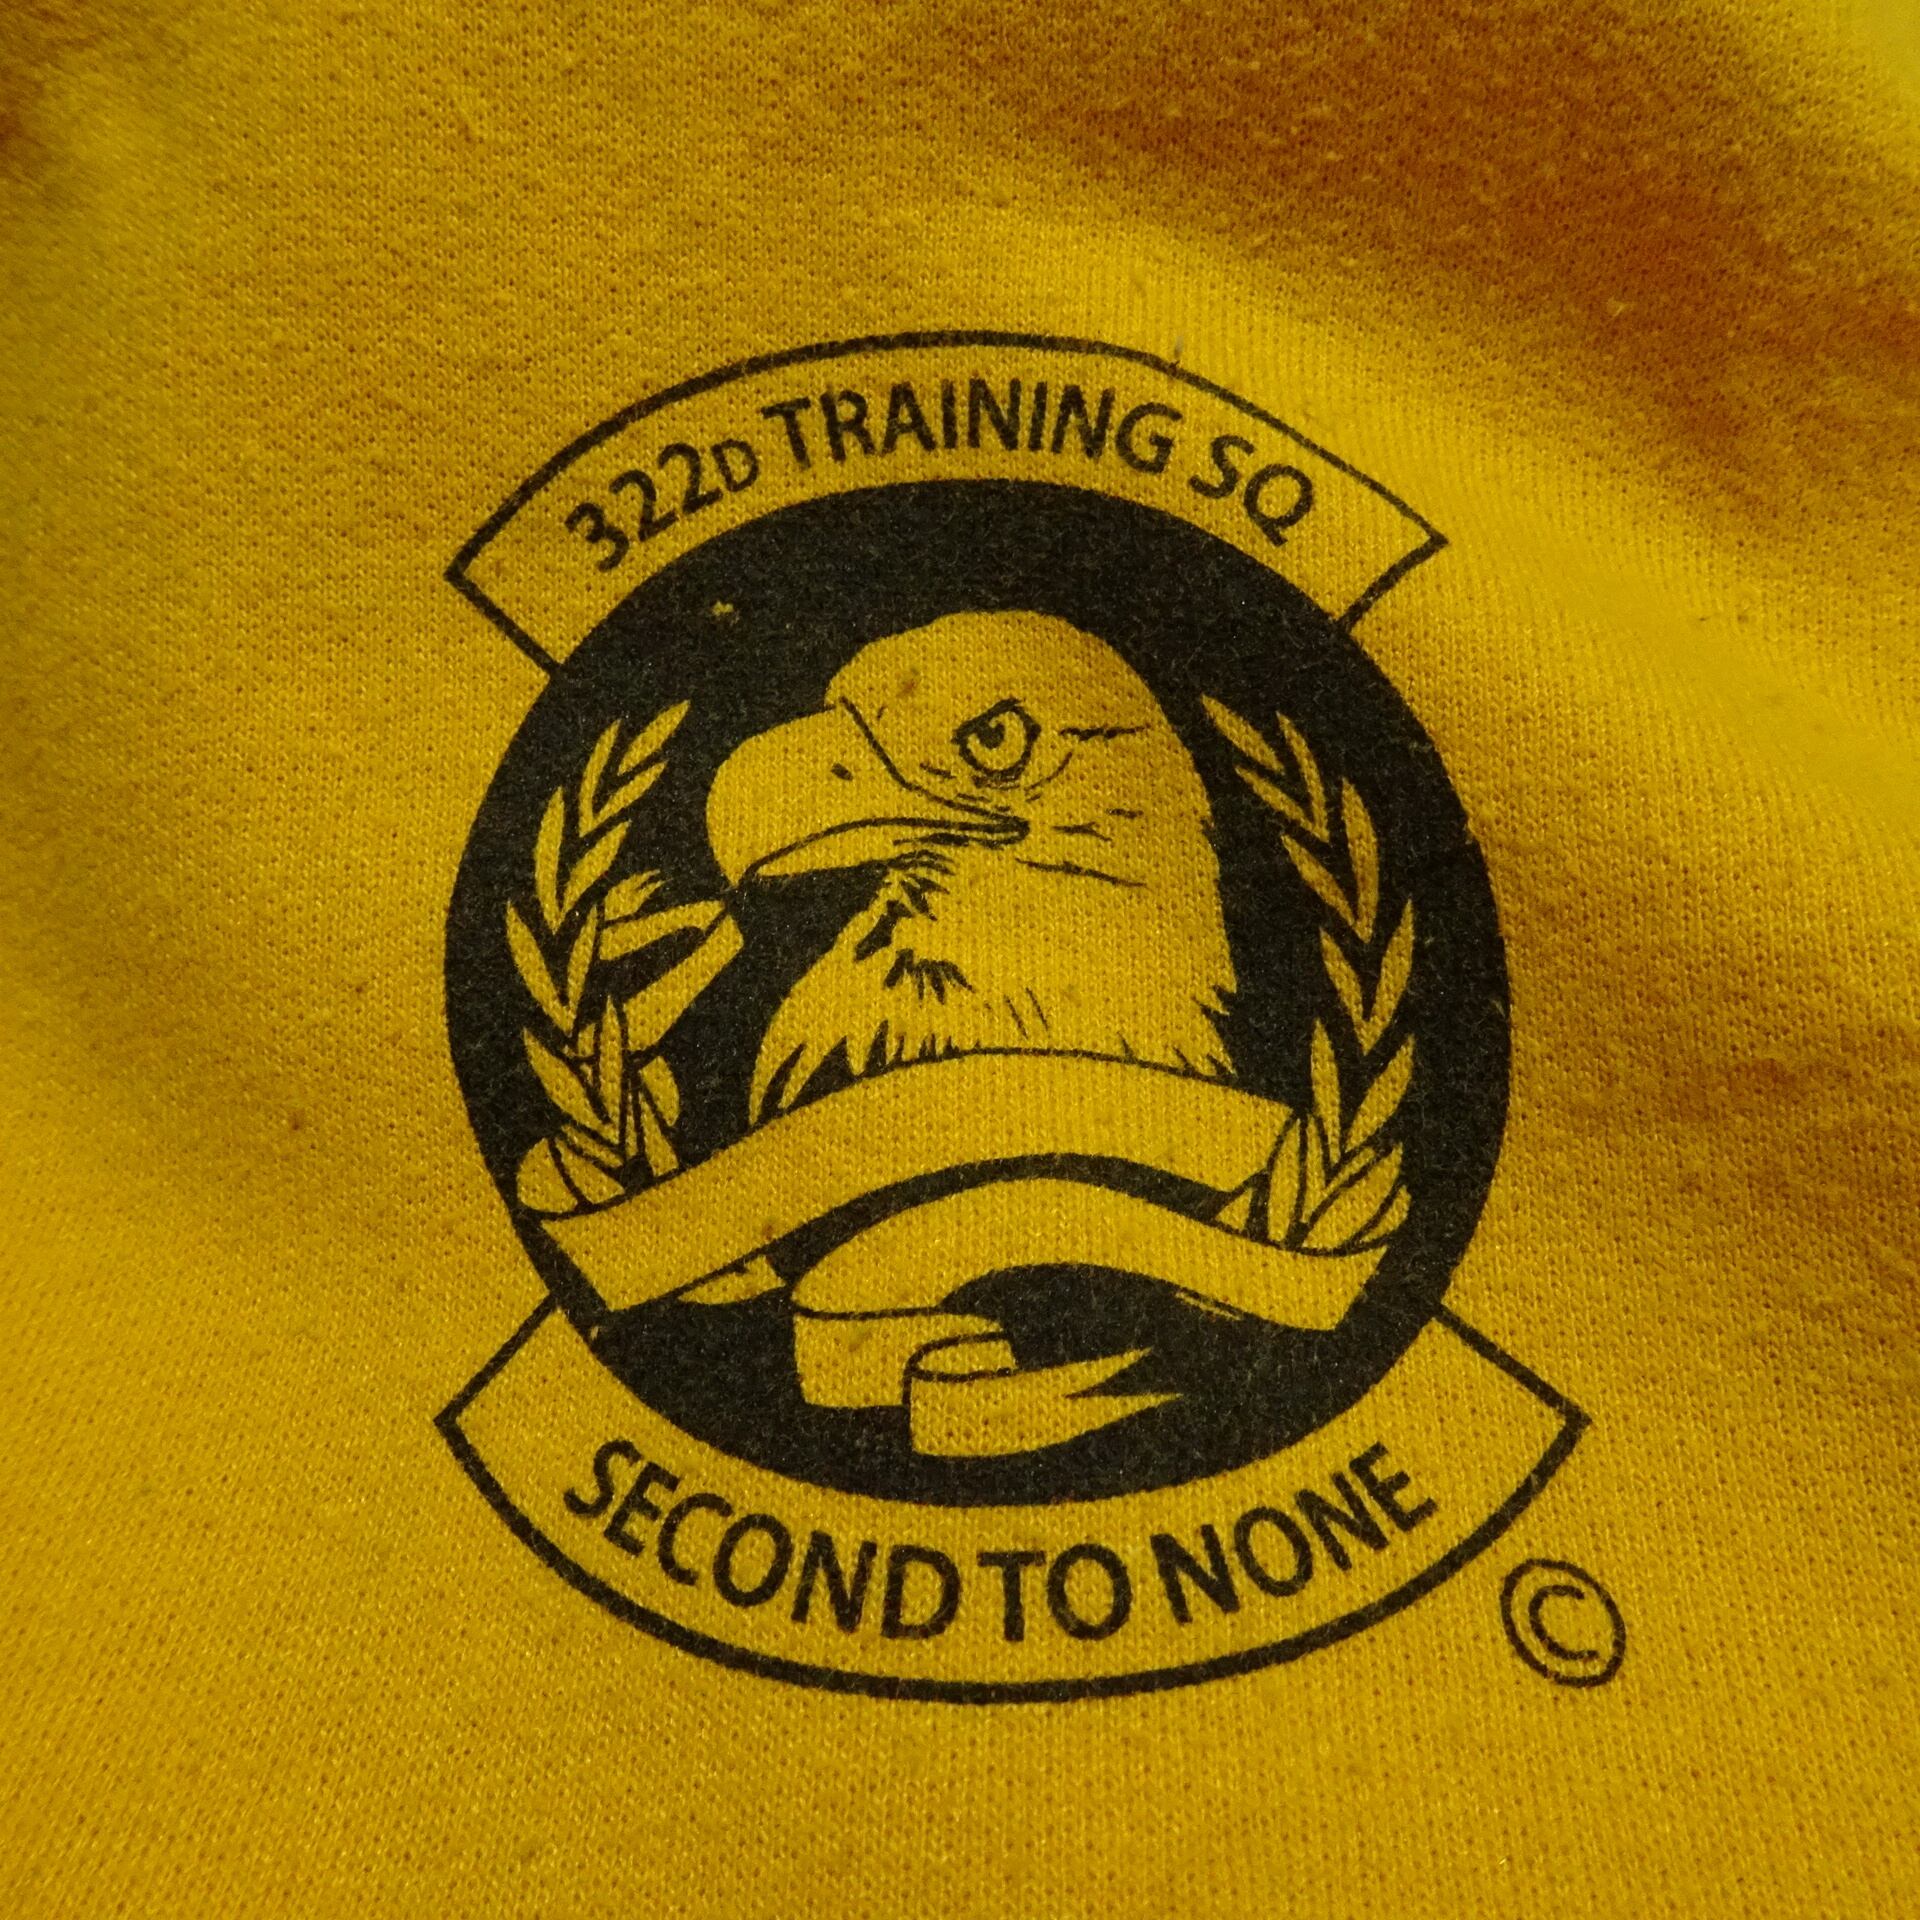 322D TRAINING SQ
SECOND TO NONE
©